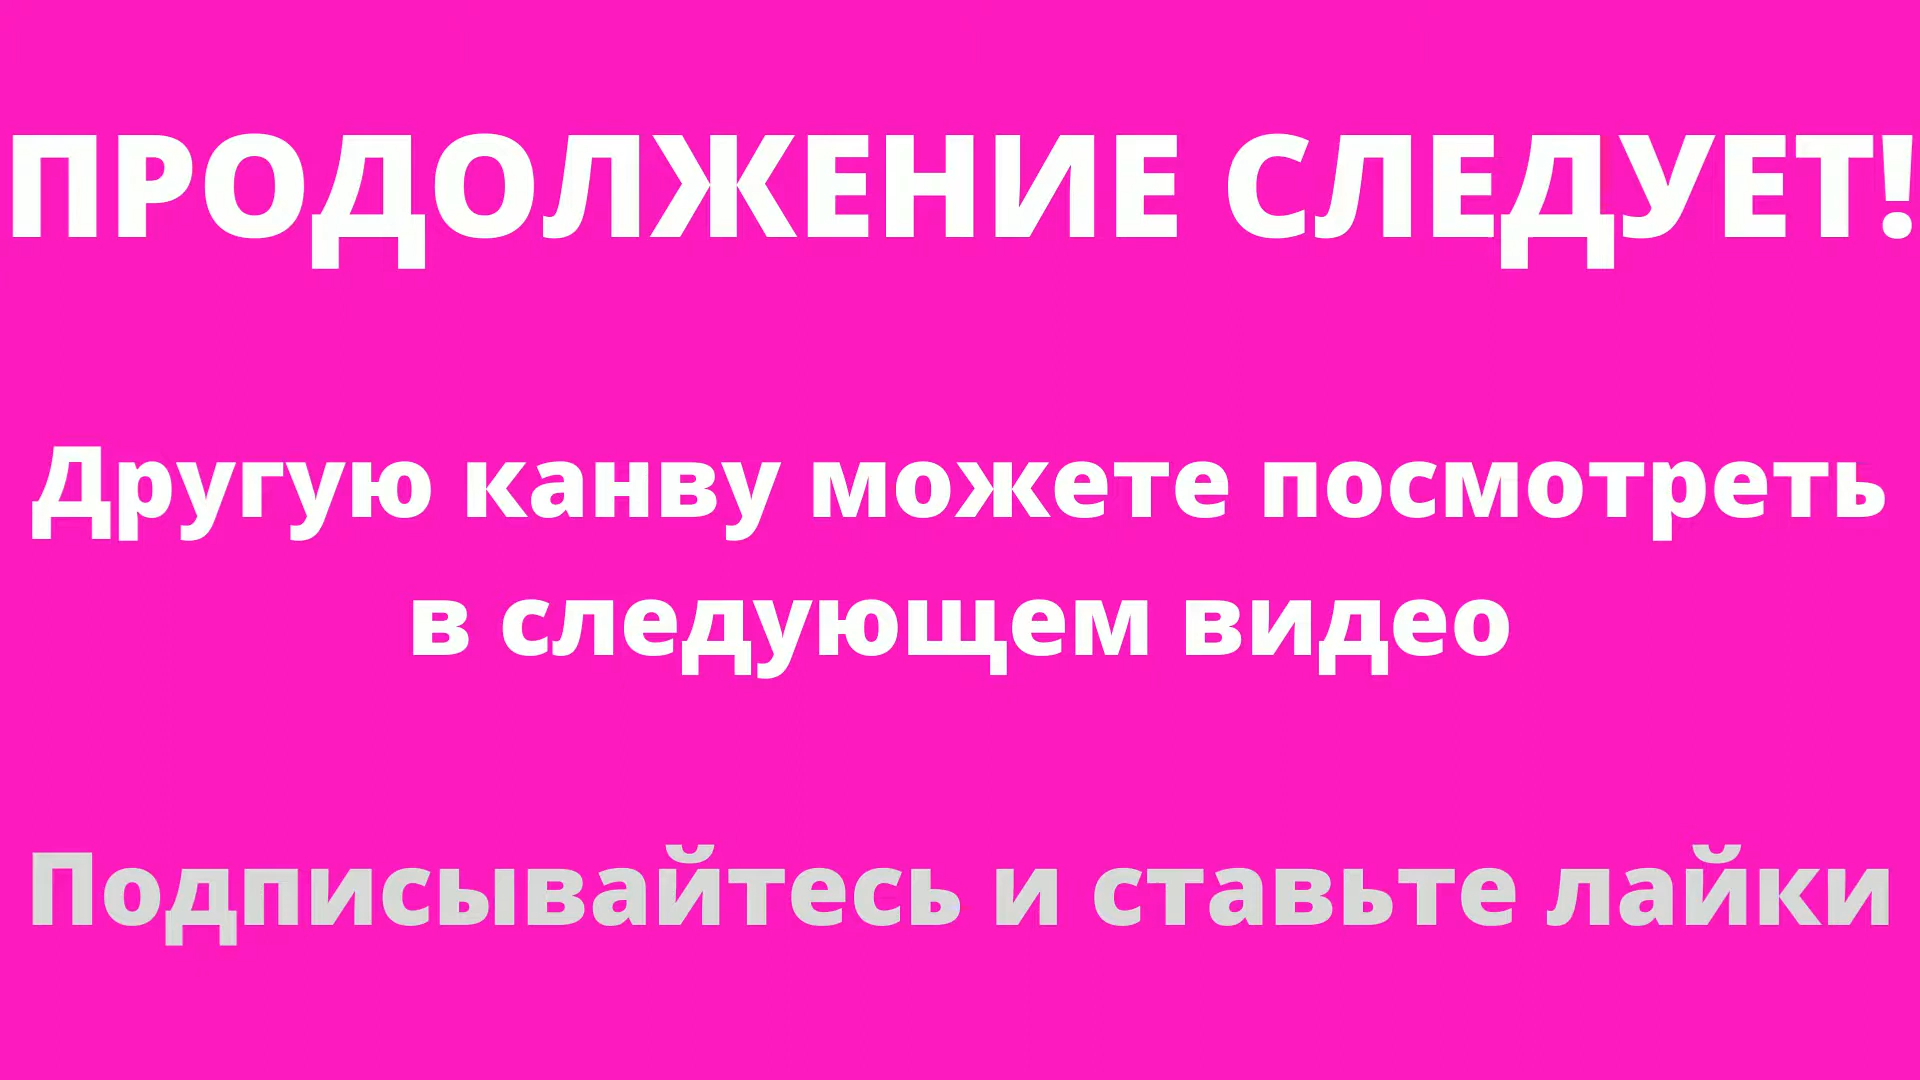 ПРОДОЛЖЕНИЕ СЛЕДУЕТ!
Другую канву можете посмотреть
в следующем видео
Подписывайтесь и ставьте лайки